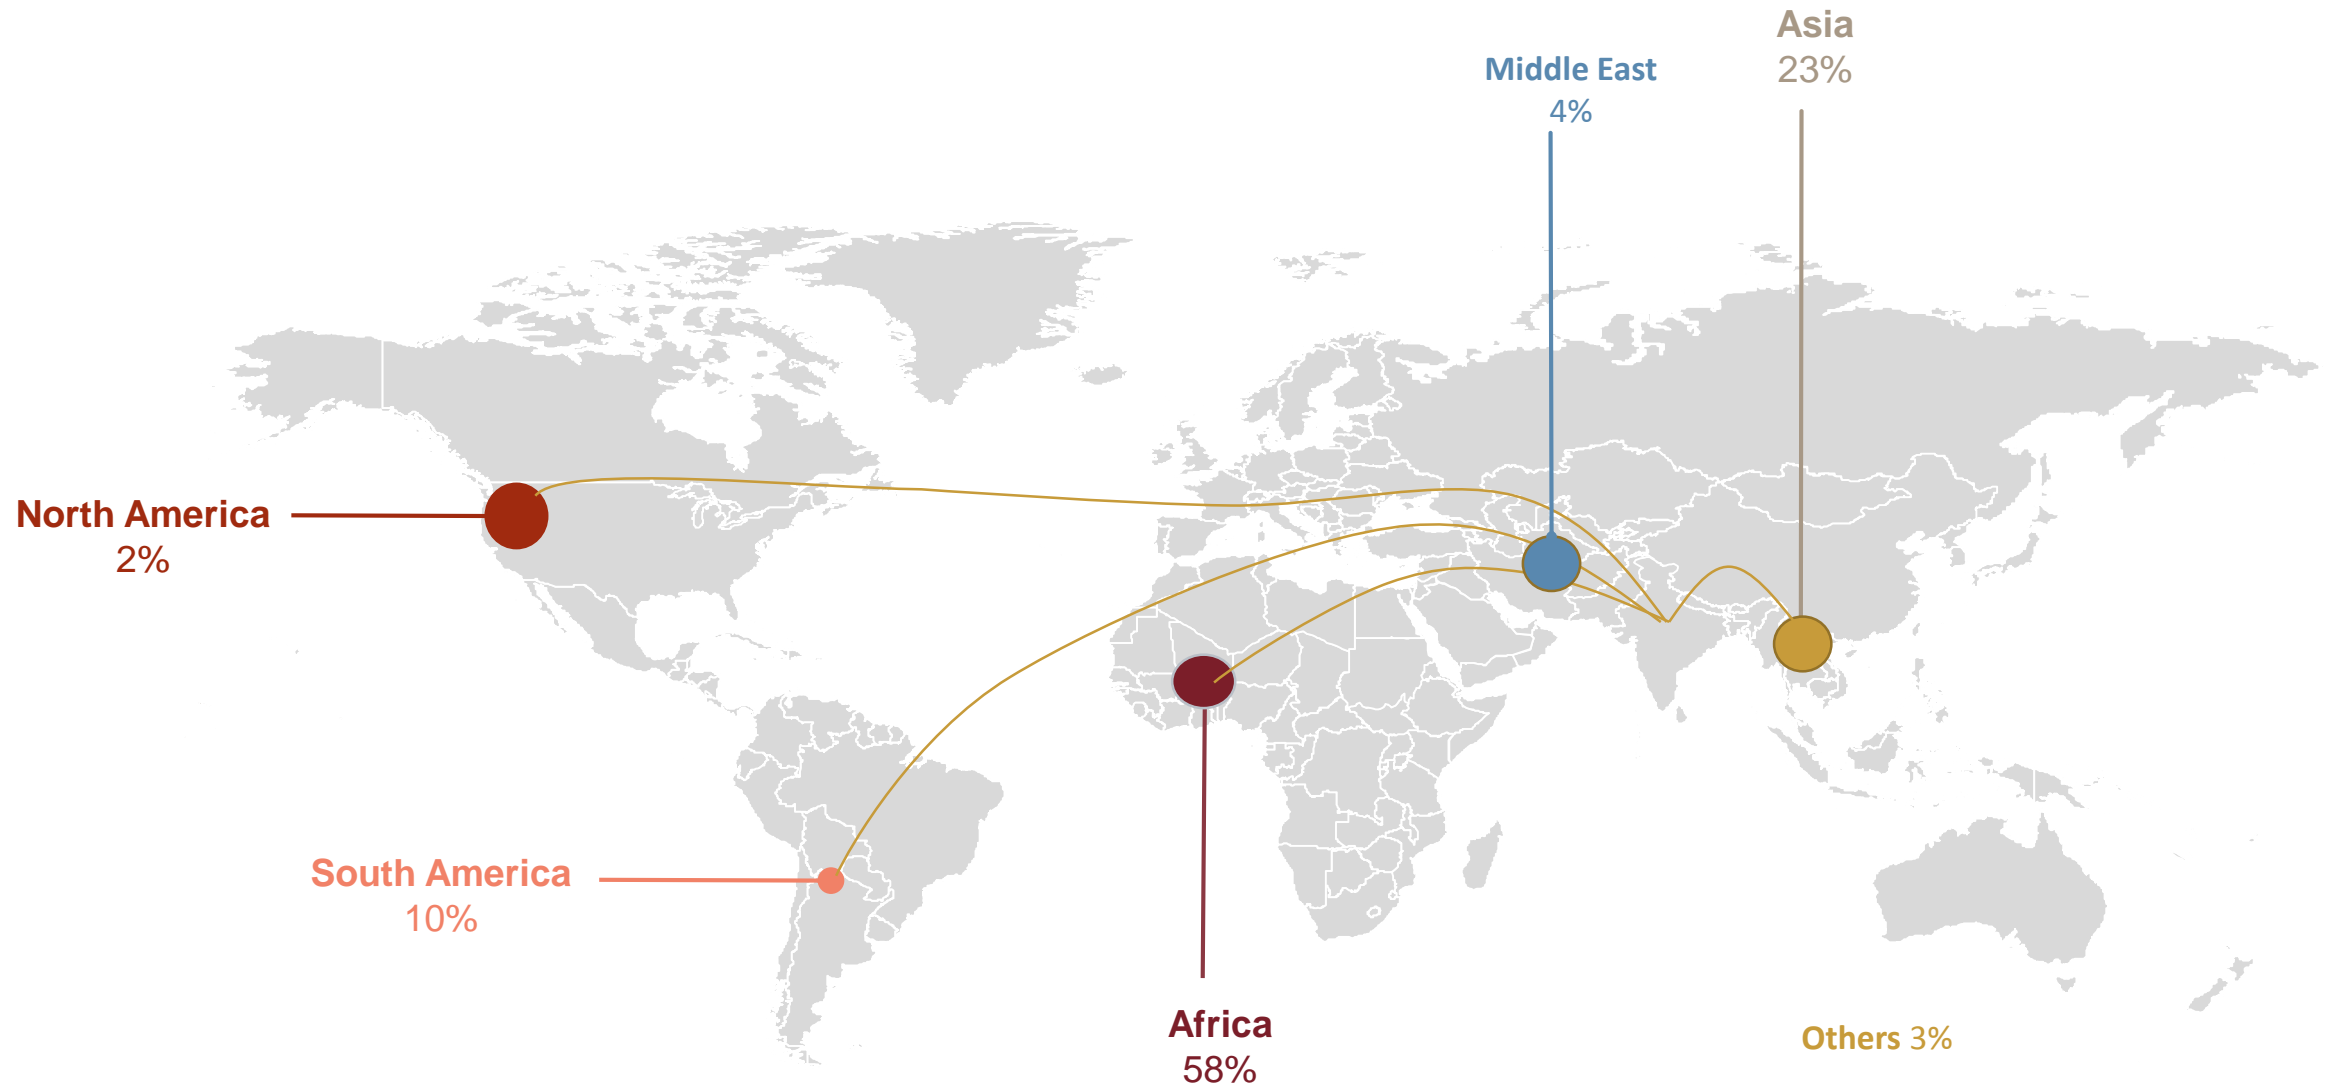 Asia
23%
Middle East
4%
North America
2%
South America
10%
Africa
58%
Others 3%